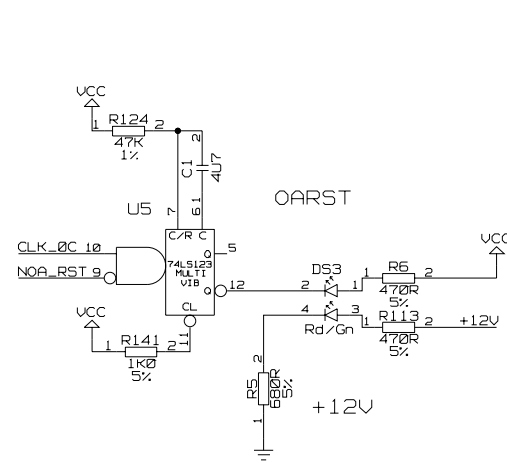 VCC
1 R124 2
47K
1%
2
C1
4U7
1
7
6
OARST
U5
C/R C
CLK_0C 10
Q 5
VCC
74LS123
MULTI
VIB
NOA_RST 9
DS3
R6
1 2
470R
5%
Q 12
2 1
CL
VCC
4 3
Rd/Gn
R113
1 2
+12V
470R
5%
11
R141
1 2
1K0
5%
2
R5
680R
5%
1
+12V